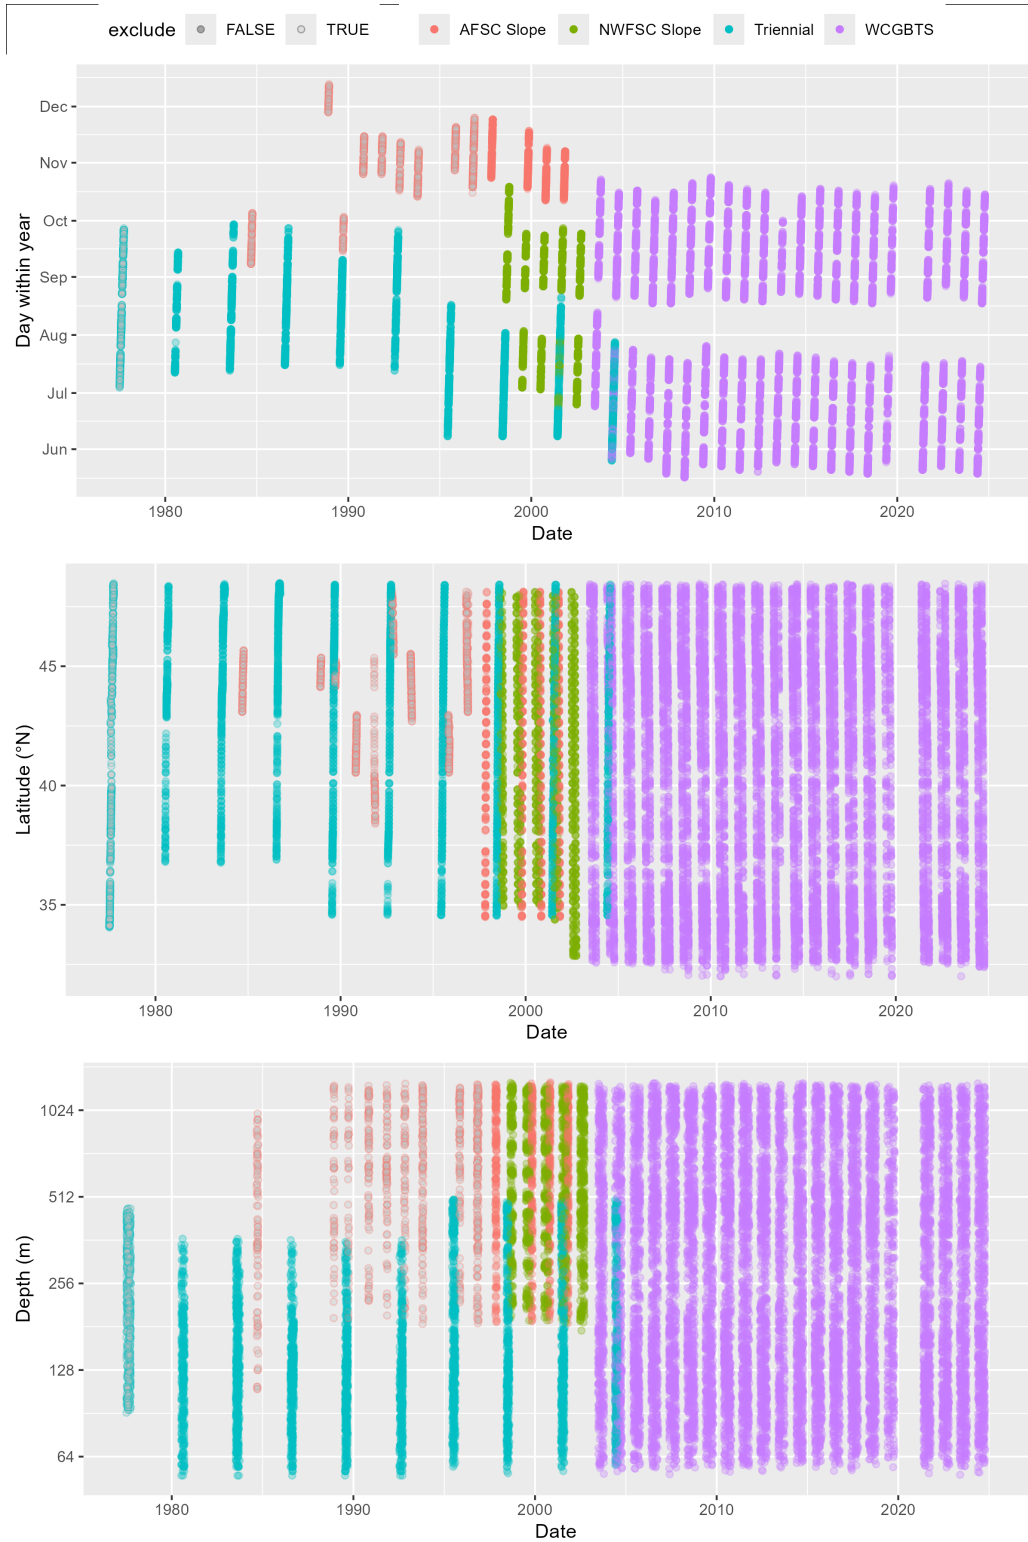 exclude FALSE TRUE AFSC Slope NWFSC Slope Triennial WCGBTS
Day within year
Dec
Nov
Oct
Sep
Aug
Jul
Jun
1980 1990 2000 2010 2020
Date
Latitude (°N)
45
40
35
1980 1990 2000 2010 2020
Date
Depth (m)
1024
512
256
128
64
1980 1990 2000 2010 2020
Date